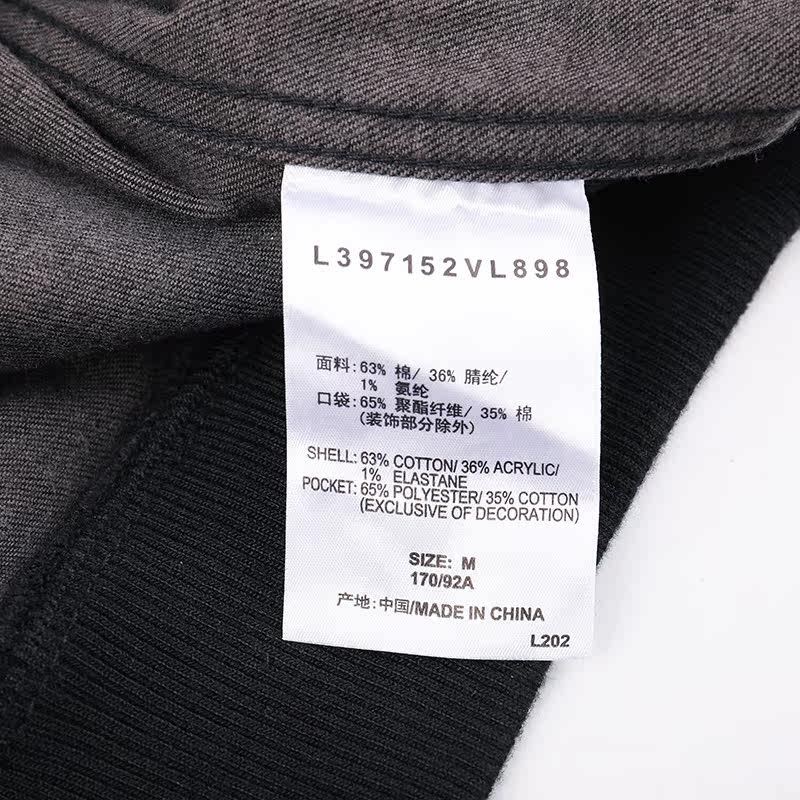 L397152VL898
面料:63% 棉/ 36% 腈纶/
1% 氨纶
口袋:65% 聚酯纤维/ 35% 棉
(装饰部分除外)
SHELL: 63% COTTON/ 36% ACRYLIC/
1% ELASTANE
POCKET: 65% POLYESTER/ 35% COTTON
(EXCLUSIVE OF DECORATION)
SIZE: M
170/92A
产地:中国/MADE IN CHINA
L202